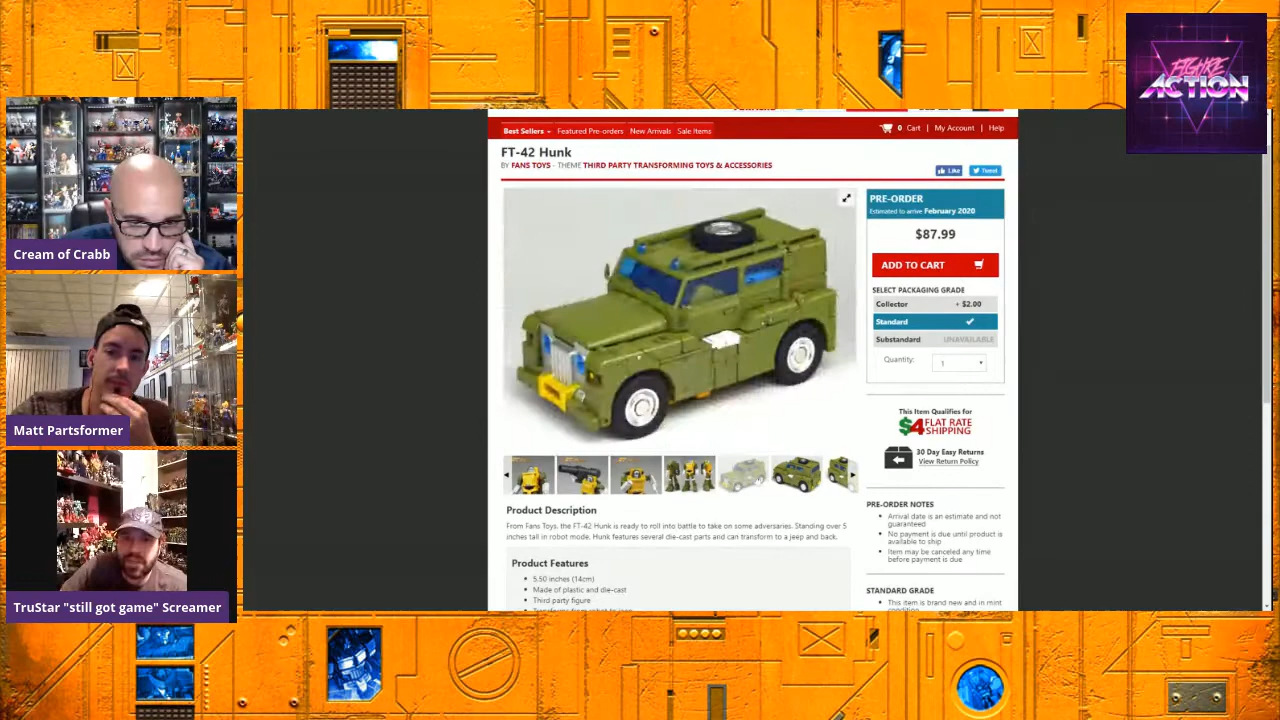 FIGURE
ACTION
Cream of Crabb
Matt Partsformer
TruStar "still got game" Screamer
Best Sellers
Featured Pre-orders
New Arrivals
Sale Items
0 Cart | My Account | Help
FT-42 Hunk
BY FANS TOYS - THEME THIRD PARTY TRANSFORMING TOYS & ACCESSORIES
Like
Tweet
PRE-ORDER
Estimated to arrive February 2020
$87.99
ADD TO CART
SELECT PACKAGING GRADE
Collector + $2.00
Standard
Substandard UNAVAILABLE
Quantity: 1
This Item Qualifies for
$4 FLAT RATE
SHIPPING
30 Day Easy Returns
View Return Policy
Product Description
From Fans Toys, the FT-42 Hunk is ready to roll into battle to take on some adversaries. Standing over 5
inches tall in robot mode, Hunk features several die-cast parts and can transform to a jeep and back.
Product Features
5.50 inches (14cm)
Made of plastic and die-cast
Third party figure
PRE-ORDER NOTES
Arrival date is an estimate and not
guaranteed
No payment is due until product is
available to ship
Item may be canceled any time
before payment is due
STANDARD GRADE
This item is brand new and in mint